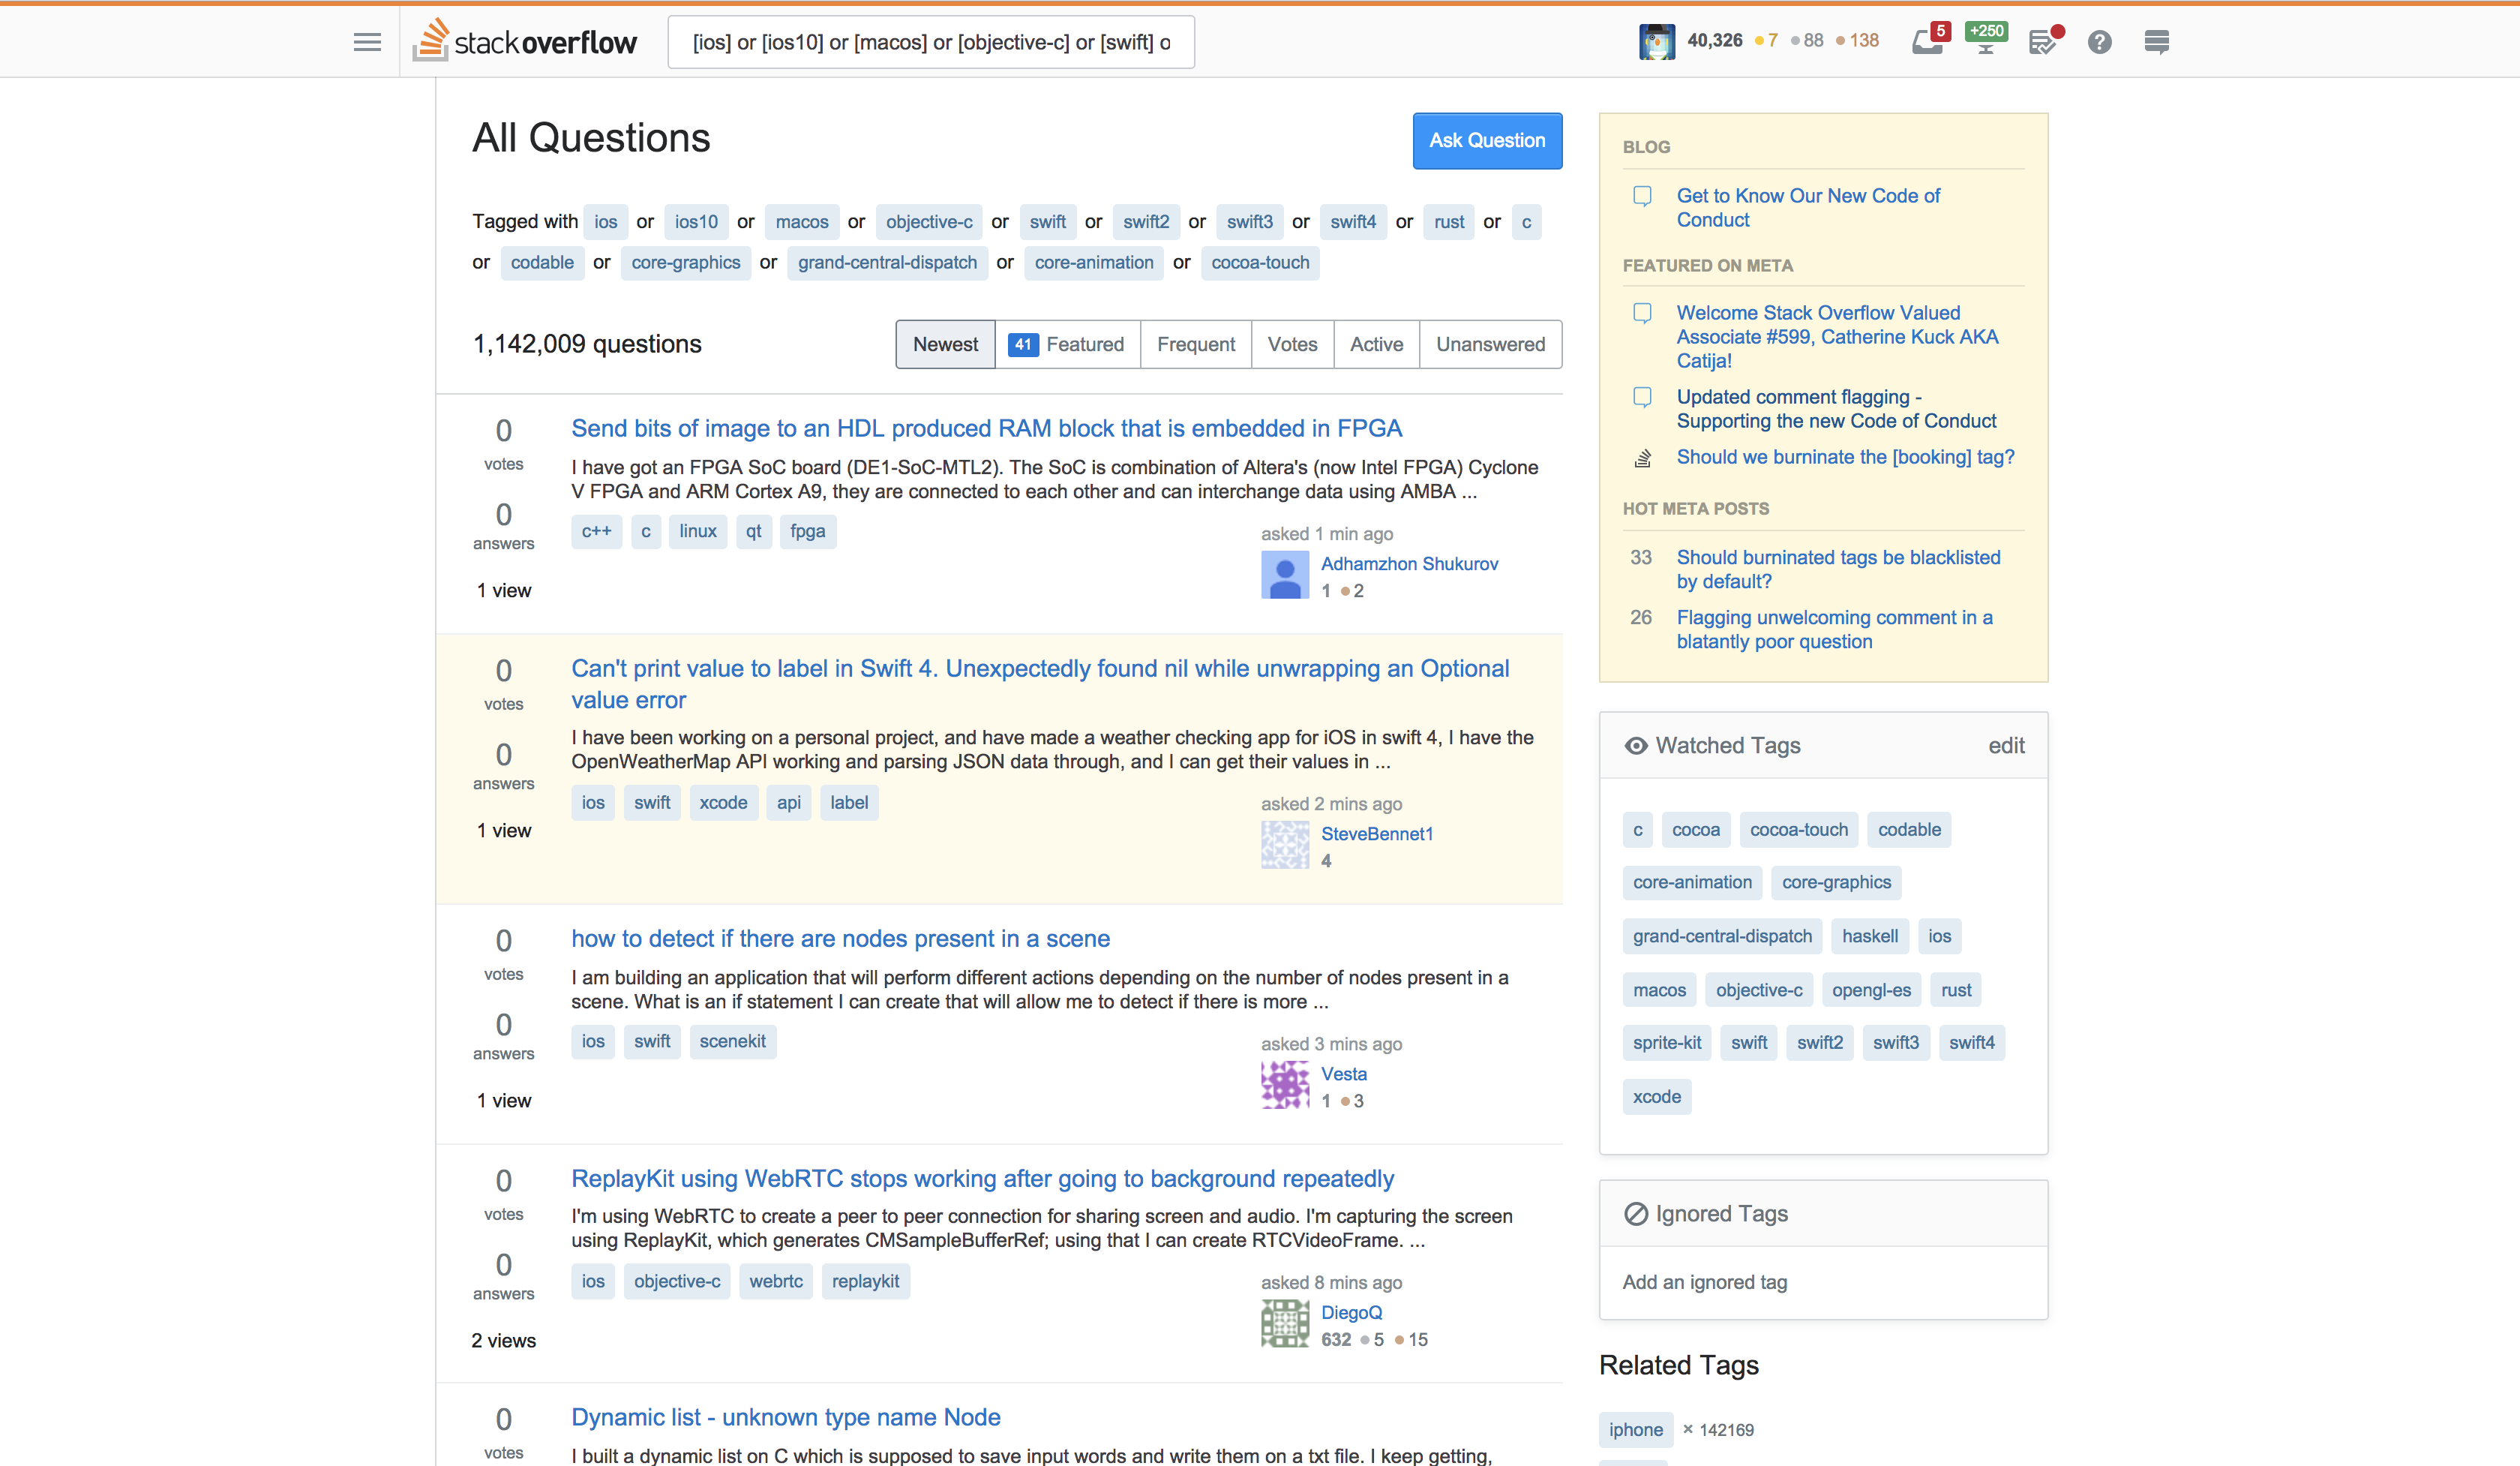 stackoverflow
[ios] or [ios10] or [macos] or [objective-c] or [swift] o
40,326 7 88 138
5
+250
?
All Questions
Ask Question
Tagged with ios or ios10 or macos or objective-c or swift or swift2 or swift3 or swift4 or rust or c
or codable or core-graphics or grand-central-dispatch or core-animation or cocoa-touch
1,142,009 questions
Newest 41 Featured Frequent Votes Active Unanswered
0
votes
0
answers
1 view
Send bits of image to an HDL produced RAM block that is embedded in FPGA
I have got an FPGA SoC board (DE1-SoC-MTL2). The SoC is combination of Altera's (now Intel FPGA) Cyclone
V FPGA and ARM Cortex A9, they are connected to each other and can interchange data using AMBA ...
c++ c linux qt fpga
asked 1 min ago
Adhamzhon Shukurov
1 2
0
votes
0
answers
1 view
Can't print value to label in Swift 4. Unexpectedly found nil while unwrapping an Optional
value error
I have been working on a personal project, and have made a weather checking app for iOS in swift 4, I have the
OpenWeatherMap API working and parsing JSON data through, and I can get their values in ...
ios swift xcode api label
asked 2 mins ago
SteveBennet1
4
0
votes
0
answers
1 view
how to detect if there are nodes present in a scene
I am building an application that will perform different actions depending on the number of nodes present in a
scene. What is an if statement I can create that will allow me to detect if there is more ...
ios swift scenekit
asked 3 mins ago
Vesta
1 3
0
votes
0
answers
2 views
ReplayKit using WebRTC stops working after going to background repeatedly
I'm using WebRTC to create a peer to peer connection for sharing screen and audio. I'm capturing the screen
using ReplayKit, which generates CMSampleBufferRef; using that I can create RTCVideoFrame. ...
ios objective-c webrtc replaykit
asked 8 mins ago
DiegoQ
632 5 15
0
votes
Dynamic list - unknown type name Node
I built a dynamic list on C which is supposed to save input words and write them on a txt file. I keep getting,
BLOG
Get to Know Our New Code of
Conduct
FEATURED ON META
Welcome Stack Overflow Valued
Associate #599, Catherine Kuck AKA
Catija!
Updated comment flagging -
Supporting the new Code of Conduct
Should we burninate the [booking] tag?
HOT META POSTS
33 Should burninated tags be blacklisted
by default?
26 Flagging unwelcoming comment in a
blatantly poor question
Watched Tags edit
c cocoa cocoa-touch codable
core-animation core-graphics
grand-central-dispatch haskell ios
macos objective-c opengl-es rust
sprite-kit swift swift2 swift3 swift4
xcode
Ignored Tags
Add an ignored tag
Related Tags
iphone × 142169